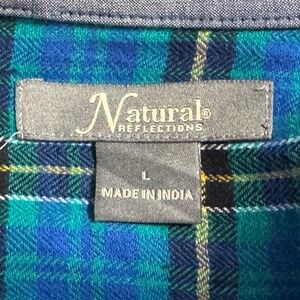 Natural®
REFLECTIONS
L
MADE IN INDIA